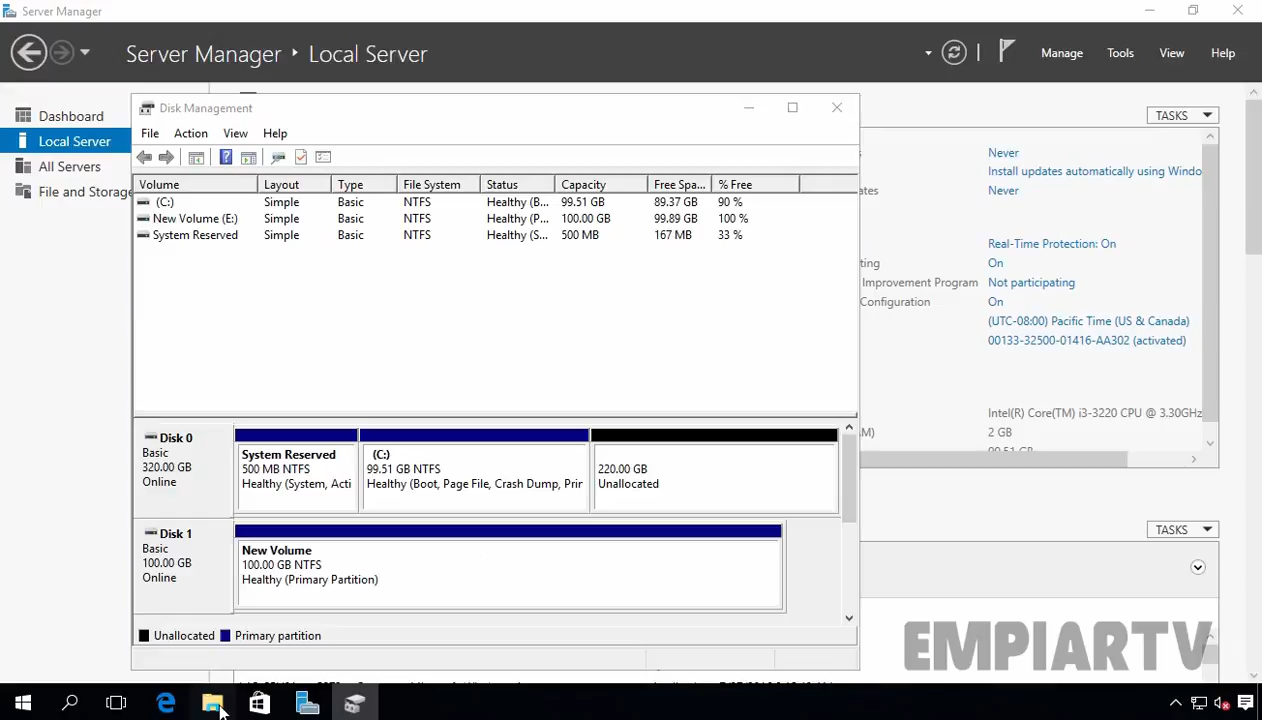 Server Manager
Server Manager ▸ Local Server
Manage Tools View Help
Dashboard
Local Server
All Servers
File and Storage
TASKS
Never
Install updates automatically using Windo
Never
Real-Time Protection: On
On
Improvement Program Not participating
Configuration On
(UTC-08:00) Pacific Time (US & Canada)
00133-32500-01416-AA302 (activated)
Intel(R) Core(TM) i3-3220 CPU @ 3.30GHz
2 GB
TASKS
Disk Management
File Action View Help
Volume Layout Type File System Status Capacity Free Spa... % Free
(C:) Simple Basic NTFS Healthy (B... 99.51 GB 89.37 GB 90 %
New Volume (E:) Simple Basic NTFS Healthy (P... 100.00 GB 99.89 GB 100 %
System Reserved Simple Basic NTFS Healthy (S... 500 MB 167 MB 33 %
Disk 0
Basic
320.00 GB
Online
System Reserved
500 MB NTFS
Healthy (System, Acti
(C:)
99.51 GB NTFS
Healthy (Boot, Page File, Crash Dump, Prir
220.00 GB
Unallocated
Disk 1
Basic
100.00 GB
Online
New Volume
100.00 GB NTFS
Healthy (Primary Partition)
Unallocated Primary partition
EMPIARTV